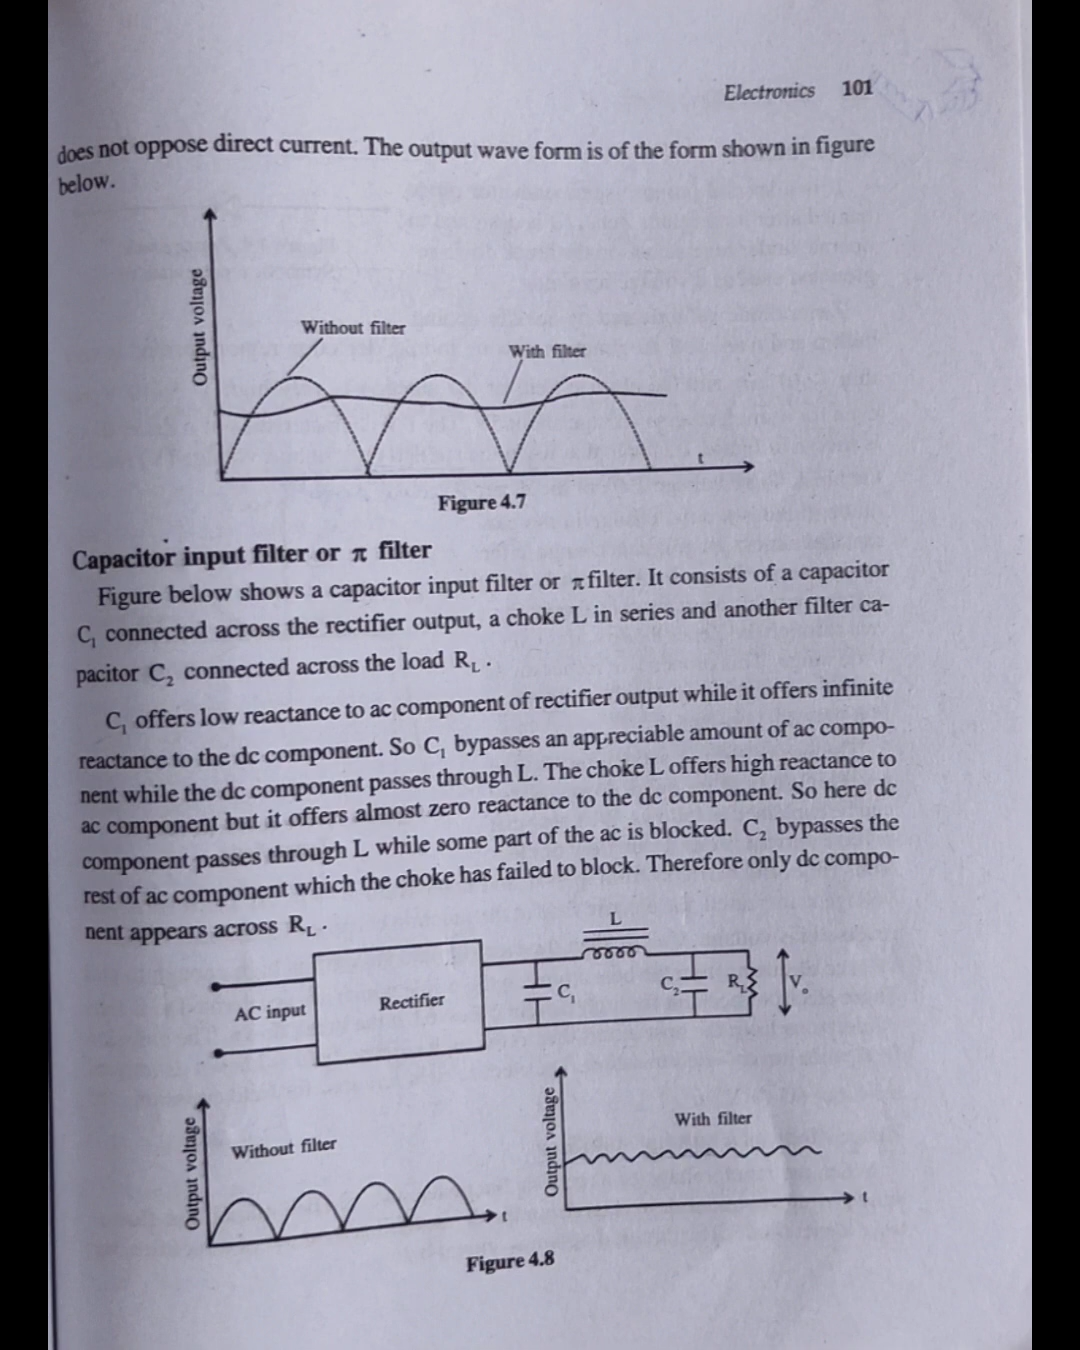 Electronics 101
does not oppose direct current. The output wave form is of the form shown in figure
below.
Output voltage
Without filter
With filter
t
Figure 4.7
Capacitor input filter or π filter
Figure below shows a capacitor input filter or π filter. It consists of a capacitor
C₁ connected across the rectifier output, a choke L in series and another filter ca-
pacitor C₂ connected across the load R_L.
C₁ offers low reactance to ac component of rectifier output while it offers infinite
reactance to the dc component. So C₁ bypasses an appreciable amount of ac compo-
nent while the dc component passes through L. The choke L offers high reactance to
ac component but it offers almost zero reactance to the dc component. So here dc
component passes through L while some part of the ac is blocked. C₂ bypasses the
rest of ac component which the choke has failed to block. Therefore only dc compo-
nent appears across R_L.
L
AC input
Rectifier
C₁
C₂
R_L
V₀
Output voltage
Without filter
t
Output voltage
With filter
t
Figure 4.8